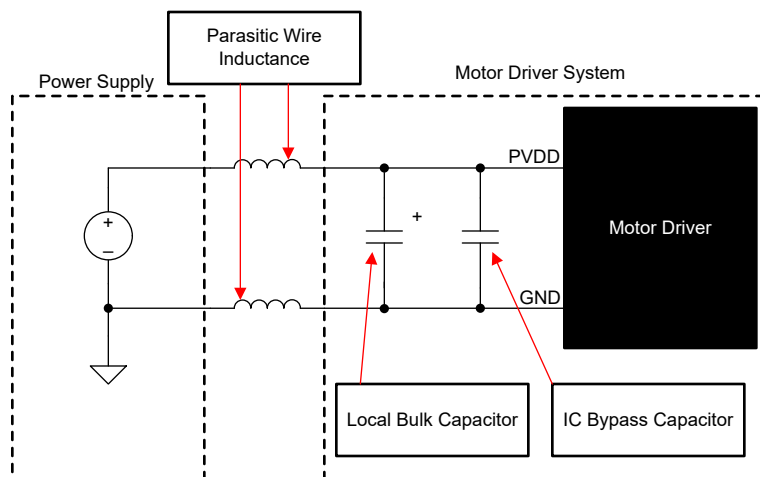 Parasitic Wire
Inductance
Power Supply
Motor Driver System
PVDD
+
+
–
Motor Driver
GND
Local Bulk Capacitor
IC Bypass Capacitor